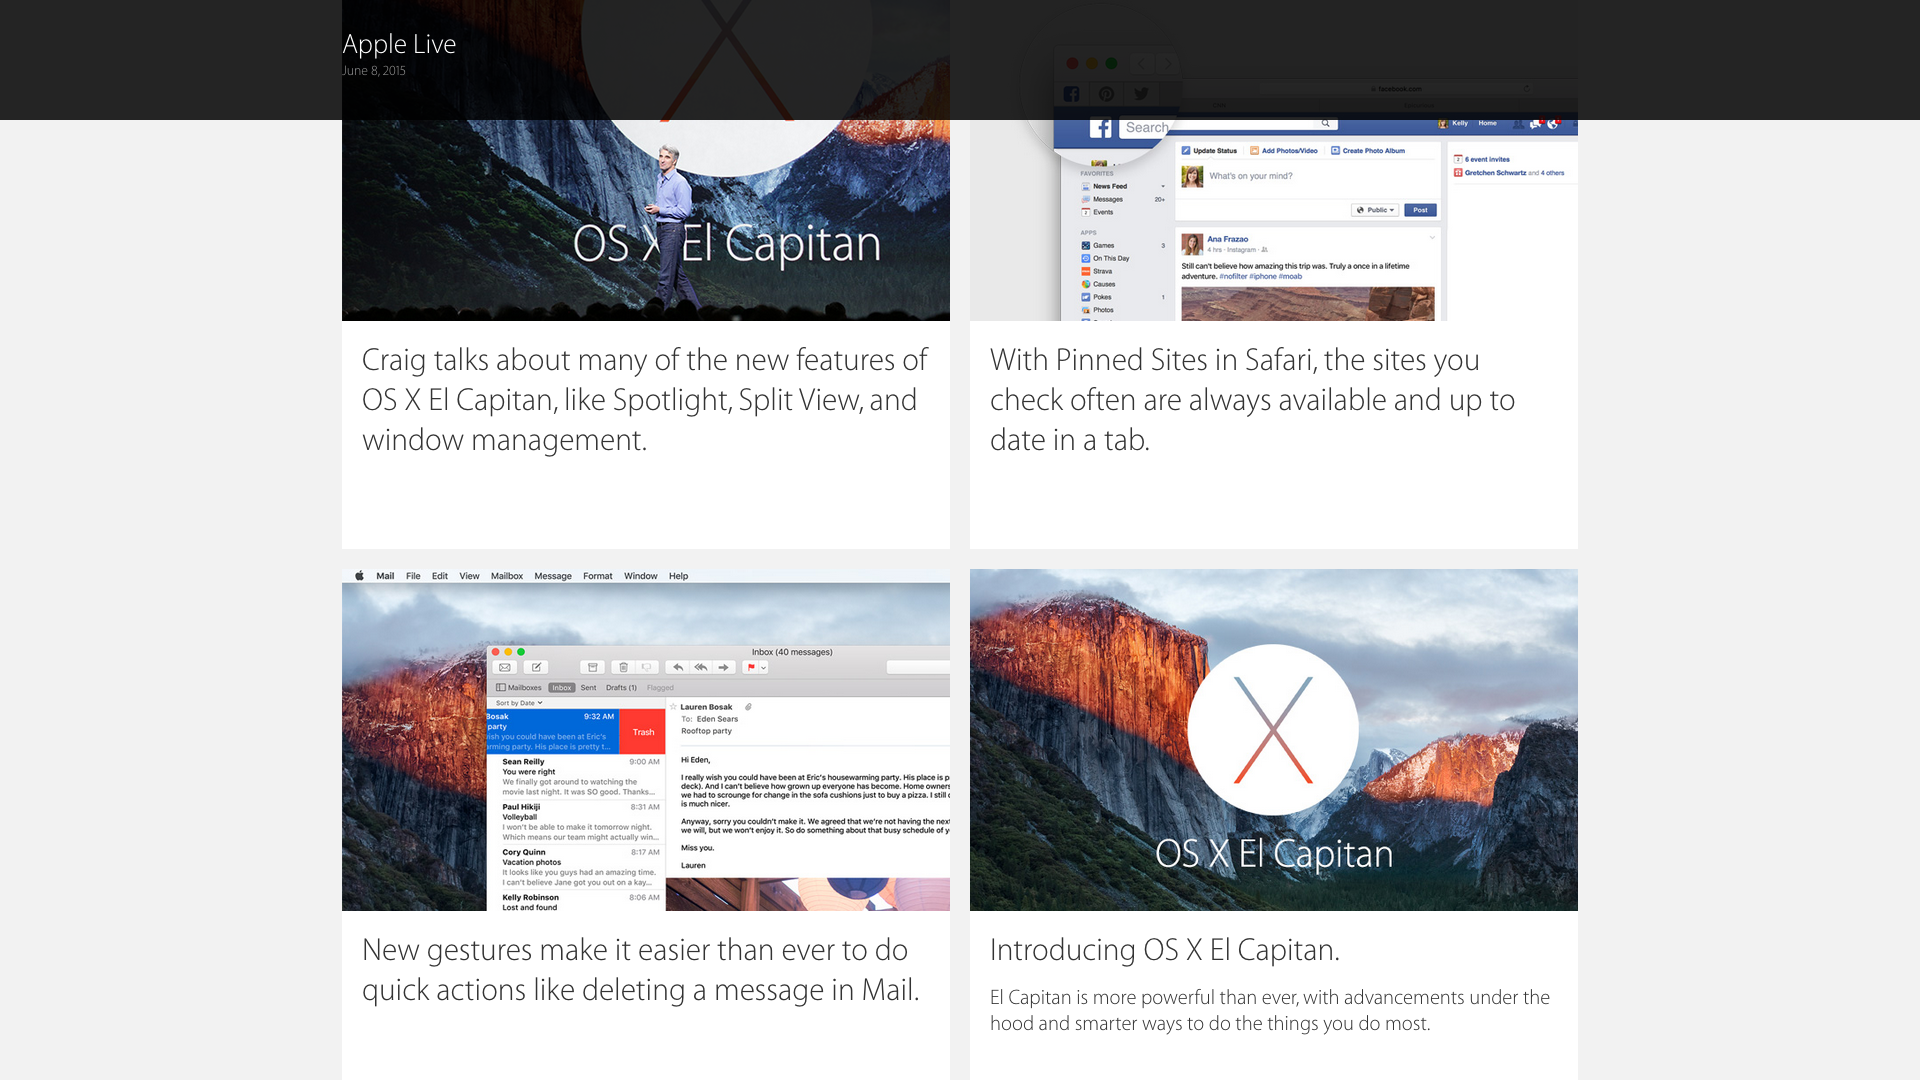 Apple Live
June 8, 2015
OS X El Capitan
Craig talks about many of the new features of
OS X El Capitan, like Spotlight, Split View, and
window management.
facebook.com
Search
Kelly Home
Update Status Add Photos/Video Create Photo Album
What's on your mind?
Public Post
FAVORITES
News Feed
Messages 20+
Events
APPS
Games 3
On This Day
Strava
Causes
Pokes 1
Photos
Ana Frazao
4 hrs · Instagram ·
Still can't believe how amazing this trip was. Truly a once in a lifetime
adventure. #nofilter #iphone #moab
6 event invites
Gretchen Schwartz and 4 others
With Pinned Sites in Safari, the sites you
check often are always available and up to
date in a tab.
Mail File Edit View Mailbox Message Format Window Help
Inbox (40 messages)
Mailboxes Inbox Sent Drafts (1) Flagged
Sort by Date
Bosak 9:32 AM
party
ish you could have been at Eric's
rming party. His place is pretty t...
Trash
Sean Reilly 9:00 AM
You were right
We finally got around to watching the
movie last night. It was SO good. Thanks...
Paul Hikiji 8:31 AM
Volleyball
I won't be able to make it tomorrow night.
Which means our team might actually win...
Cory Quinn 8:17 AM
Vacation photos
It looks like you guys had an amazing time.
I can't believe Jane got you out on a kay...
Kelly Robinson 8:06 AM
Lost and found
Lauren Bosak
To: Eden Sears
Rooftop party
Hi Eden,
I really wish you could have been at Eric's housewarming party. His place is p
deck). And I can't believe how grown up everyone has become. Home owners
we had to scrounge for change in the sofa cushions just to buy a pizza. I still
is much nicer.
Anyway, sorry you couldn't make it. We agreed that we're not having the next
we will, but we won't enjoy it. So do something about that busy schedule of y
Miss you.
Lauren
New gestures make it easier than ever to do
quick actions like deleting a message in Mail.
OS X El Capitan
Introducing OS X El Capitan.
El Capitan is more powerful than ever, with advancements under the
hood and smarter ways to do the things you do most.